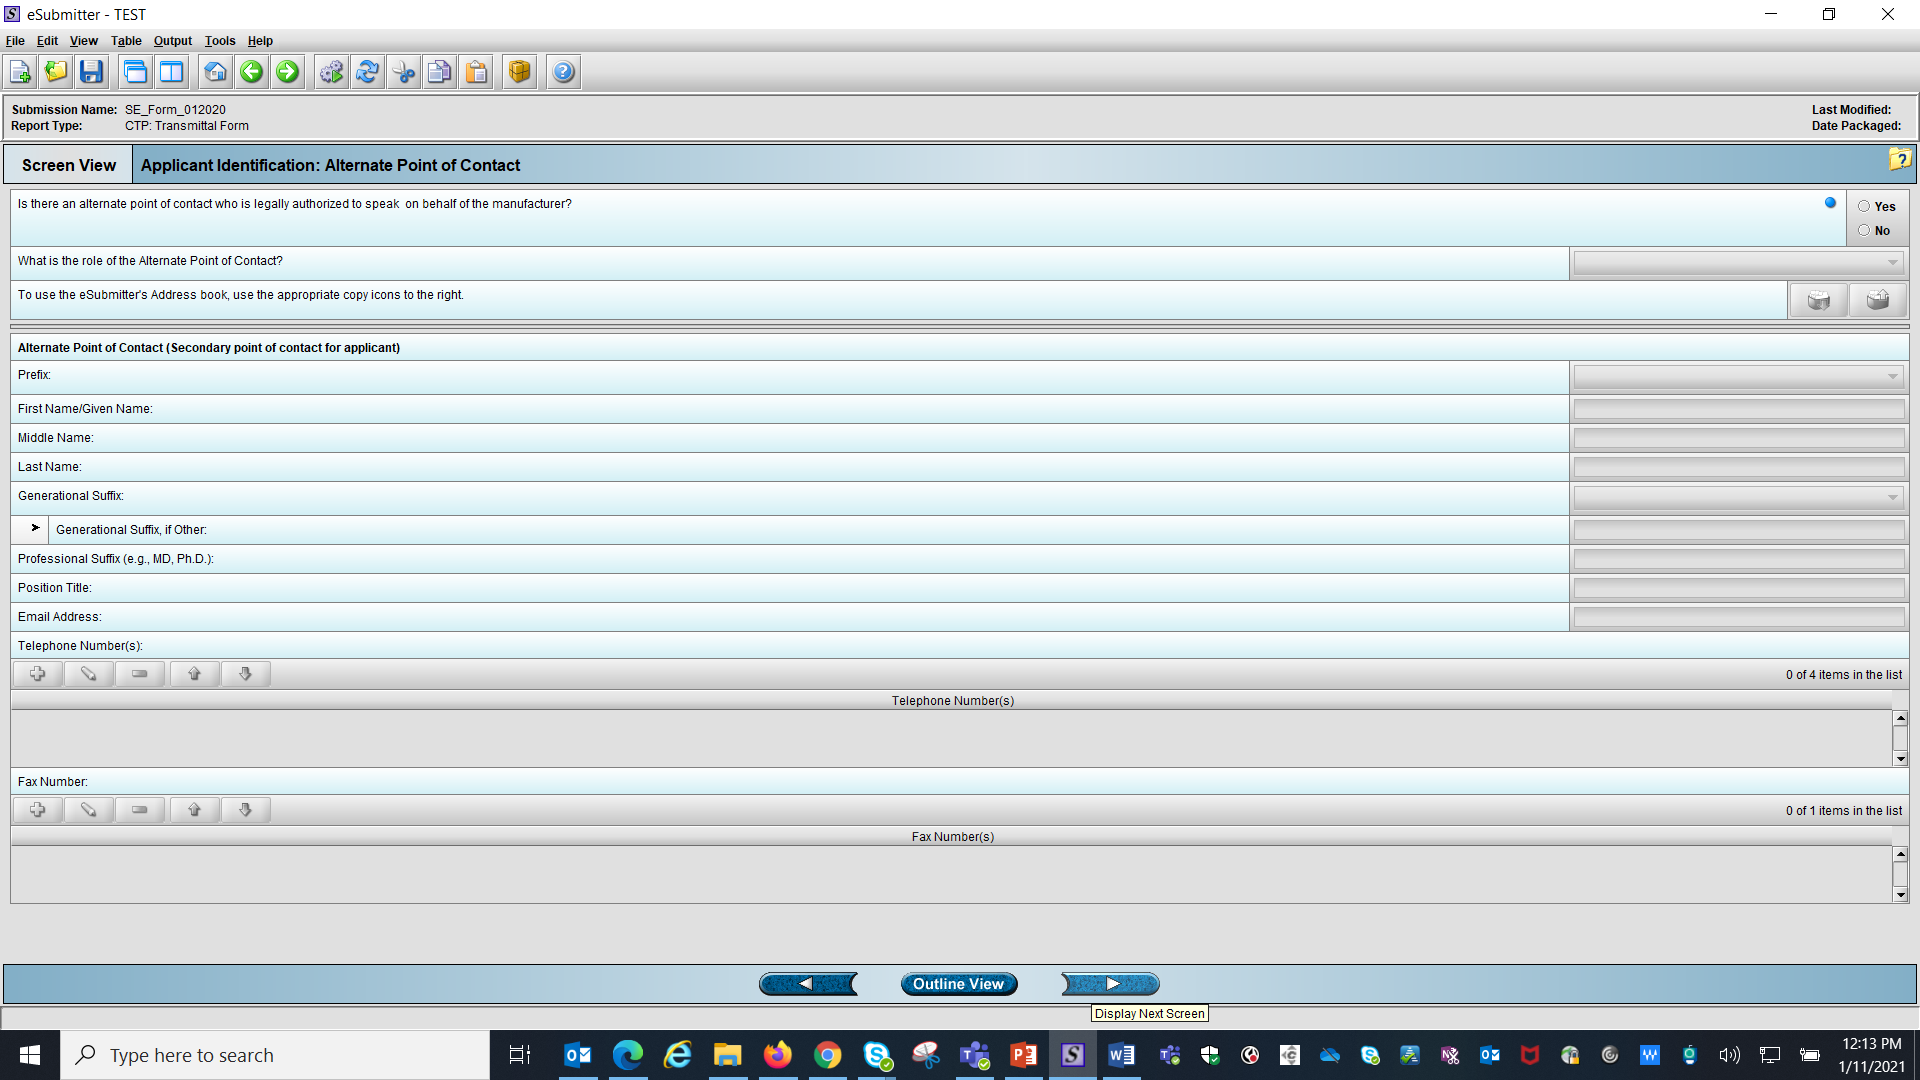 eSubmitter - TEST
File Edit View Table Output Tools Help
Submission Name: SE_Form_012020
Last Modified:
Report Type: CTP: Transmittal Form
Date Packaged:
Screen View
Applicant Identification: Alternate Point of Contact
Is there an alternate point of contact who is legally authorized to speak on behalf of the manufacturer?
Yes
No
What is the role of the Alternate Point of Contact?
To use the eSubmitter's Address book, use the appropriate copy icons to the right.
Alternate Point of Contact (Secondary point of contact for applicant)
Prefix:
First Name/Given Name:
Middle Name:
Last Name:
Generational Suffix:
Generational Suffix, if Other:
Professional Suffix (e.g., MD, Ph.D.):
Position Title:
Email Address:
Telephone Number(s):
0 of 4 items in the list
Telephone Number(s)
Fax Number:
0 of 1 items in the list
Fax Number(s)
Outline View
Display Next Screen
Type here to search
12:13 PM
1/11/2021